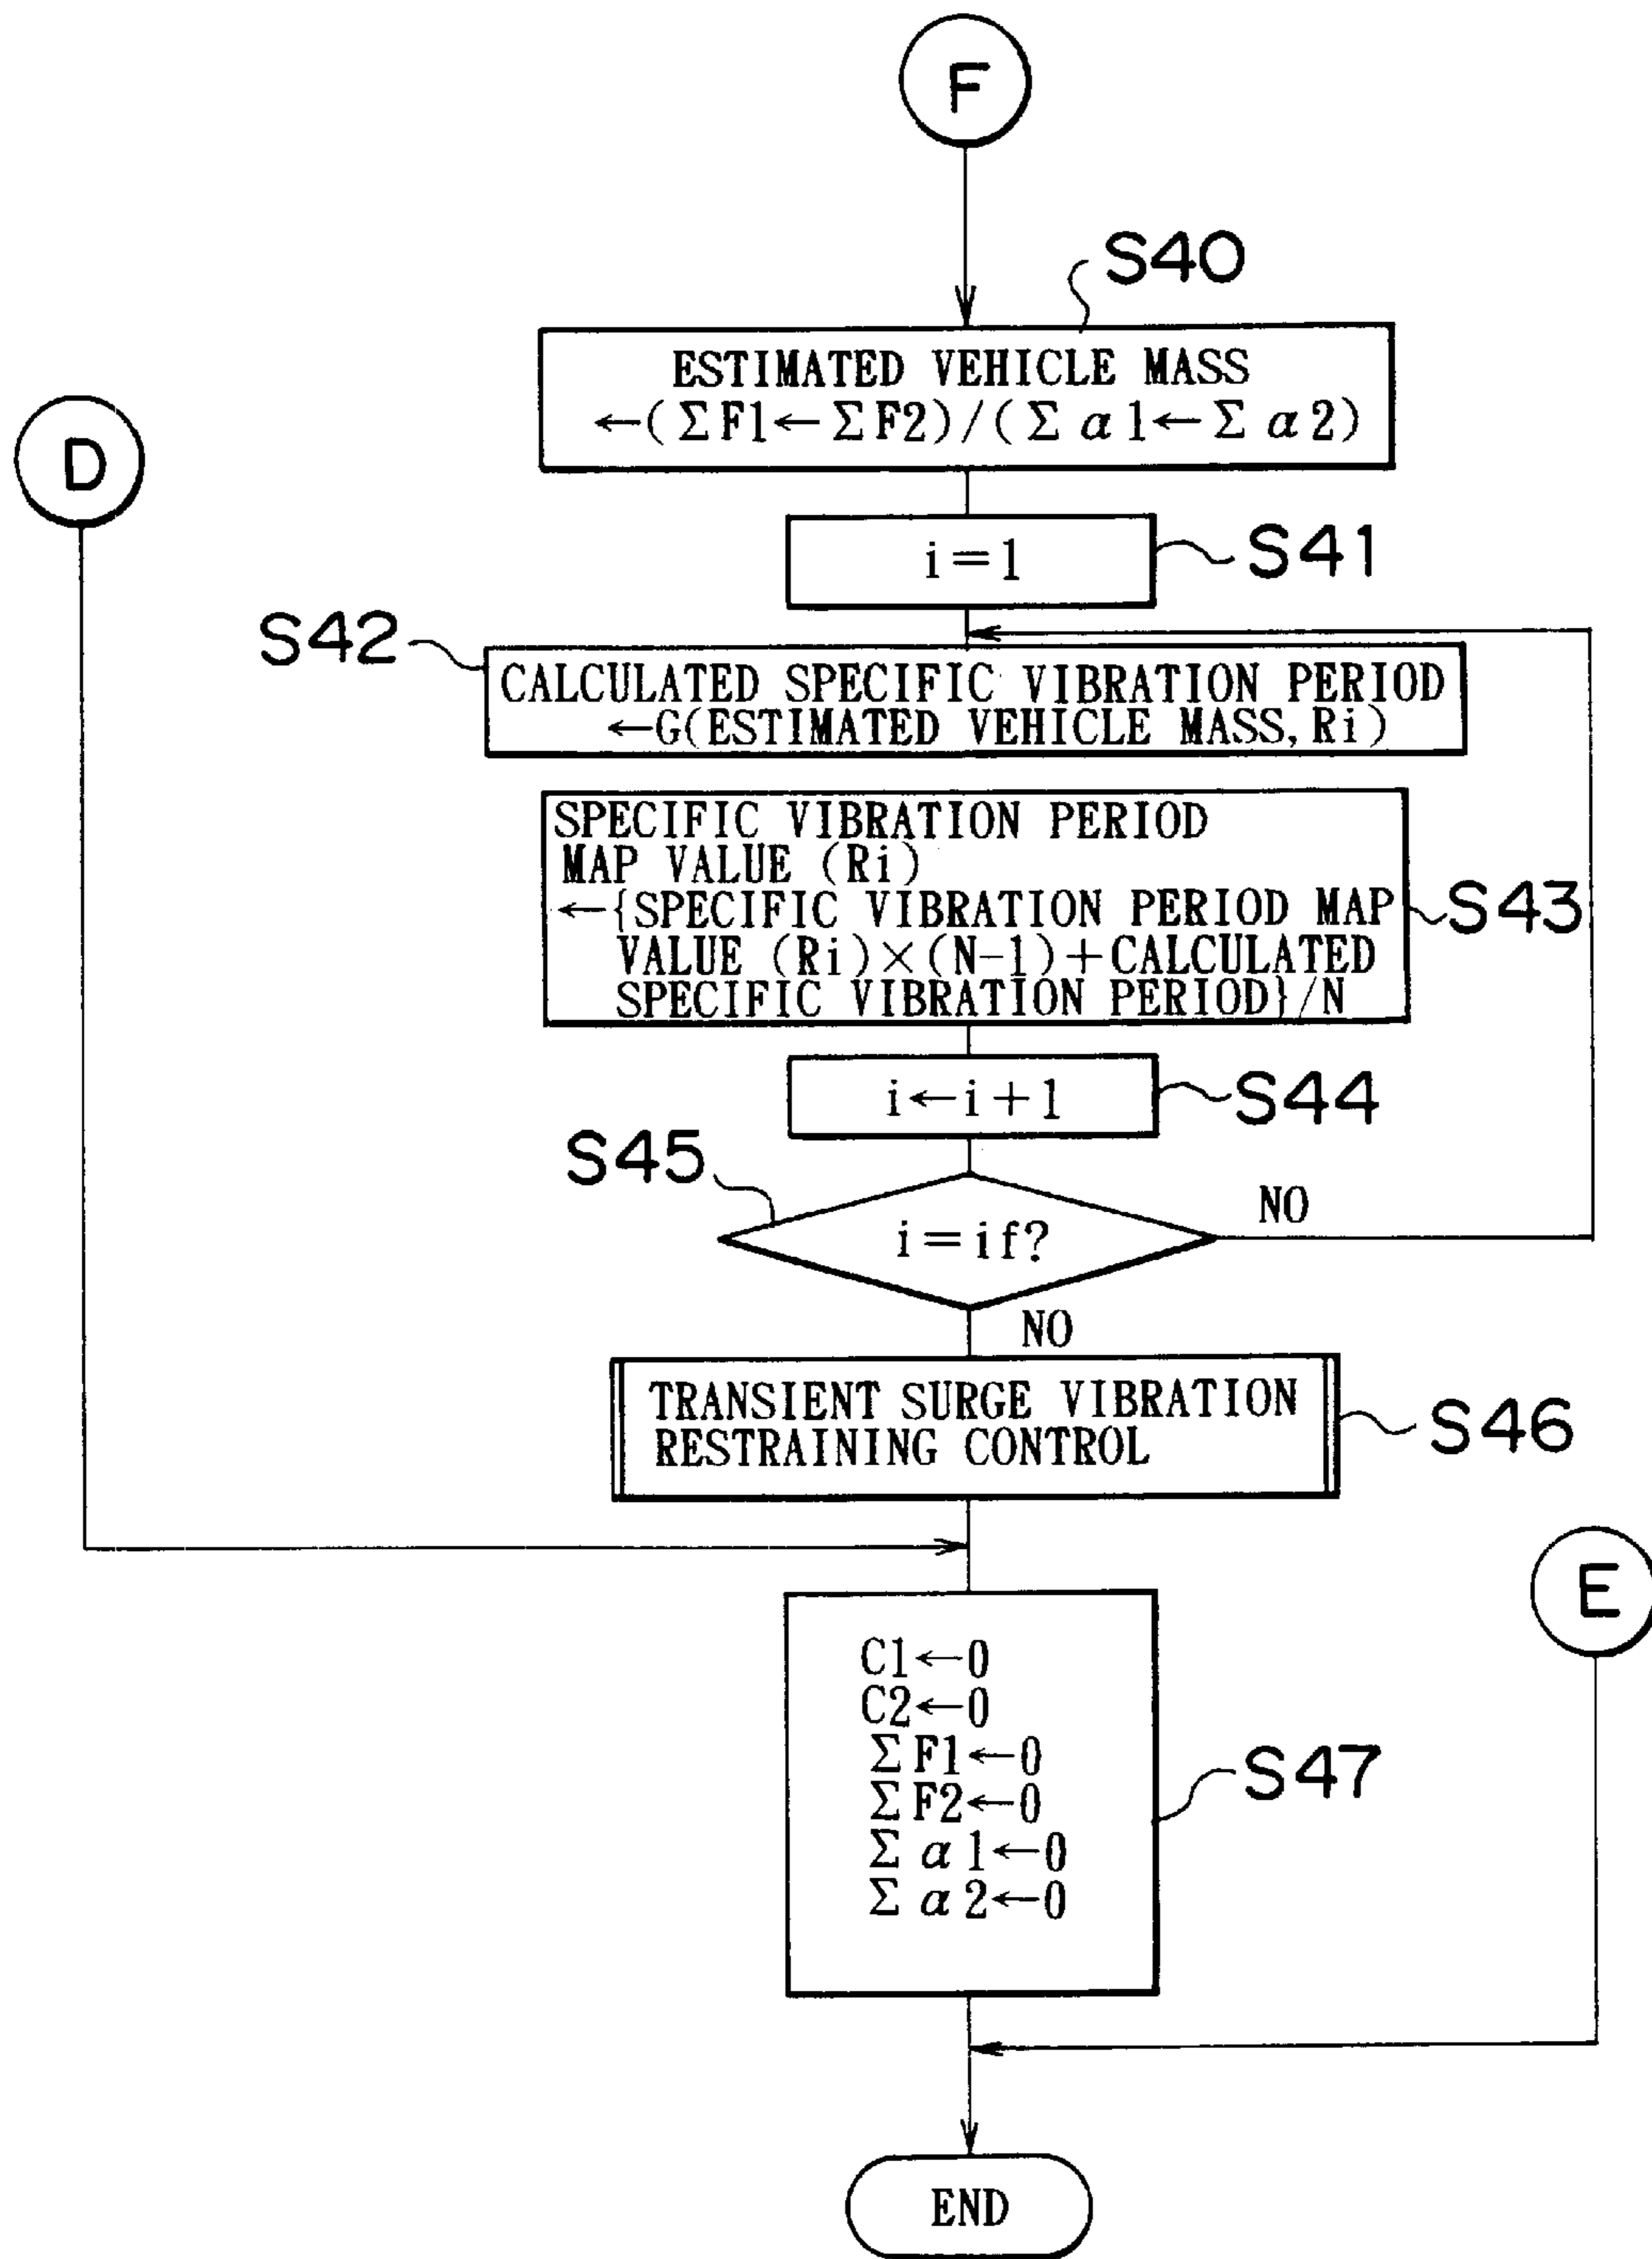 F
S40
ESTIMATED VEHICLE MASS
←(ΣF1←ΣF2)/(Σα1←Σα2)
D
i=1
S41
S42
CALCULATED SPECIFIC VIBRATION PERIOD
←G(ESTIMATED VEHICLE MASS,Ri)
SPECIFIC VIBRATION PERIOD
MAP VALUE (Ri)
←{SPECIFIC VIBRATION PERIOD MAP
VALUE (Ri)×(N-1)+CALCULATED
SPECIFIC VIBRATION PERIOD}/N
S43
i←i+1
S44
S45
i=if?
NO
NO
TRANSIENT SURGE VIBRATION
RESTRAINING CONTROL
S46
E
C1←0
C2←0
ΣF1←0
ΣF2←0
Σα1←0
Σα2←0
S47
END